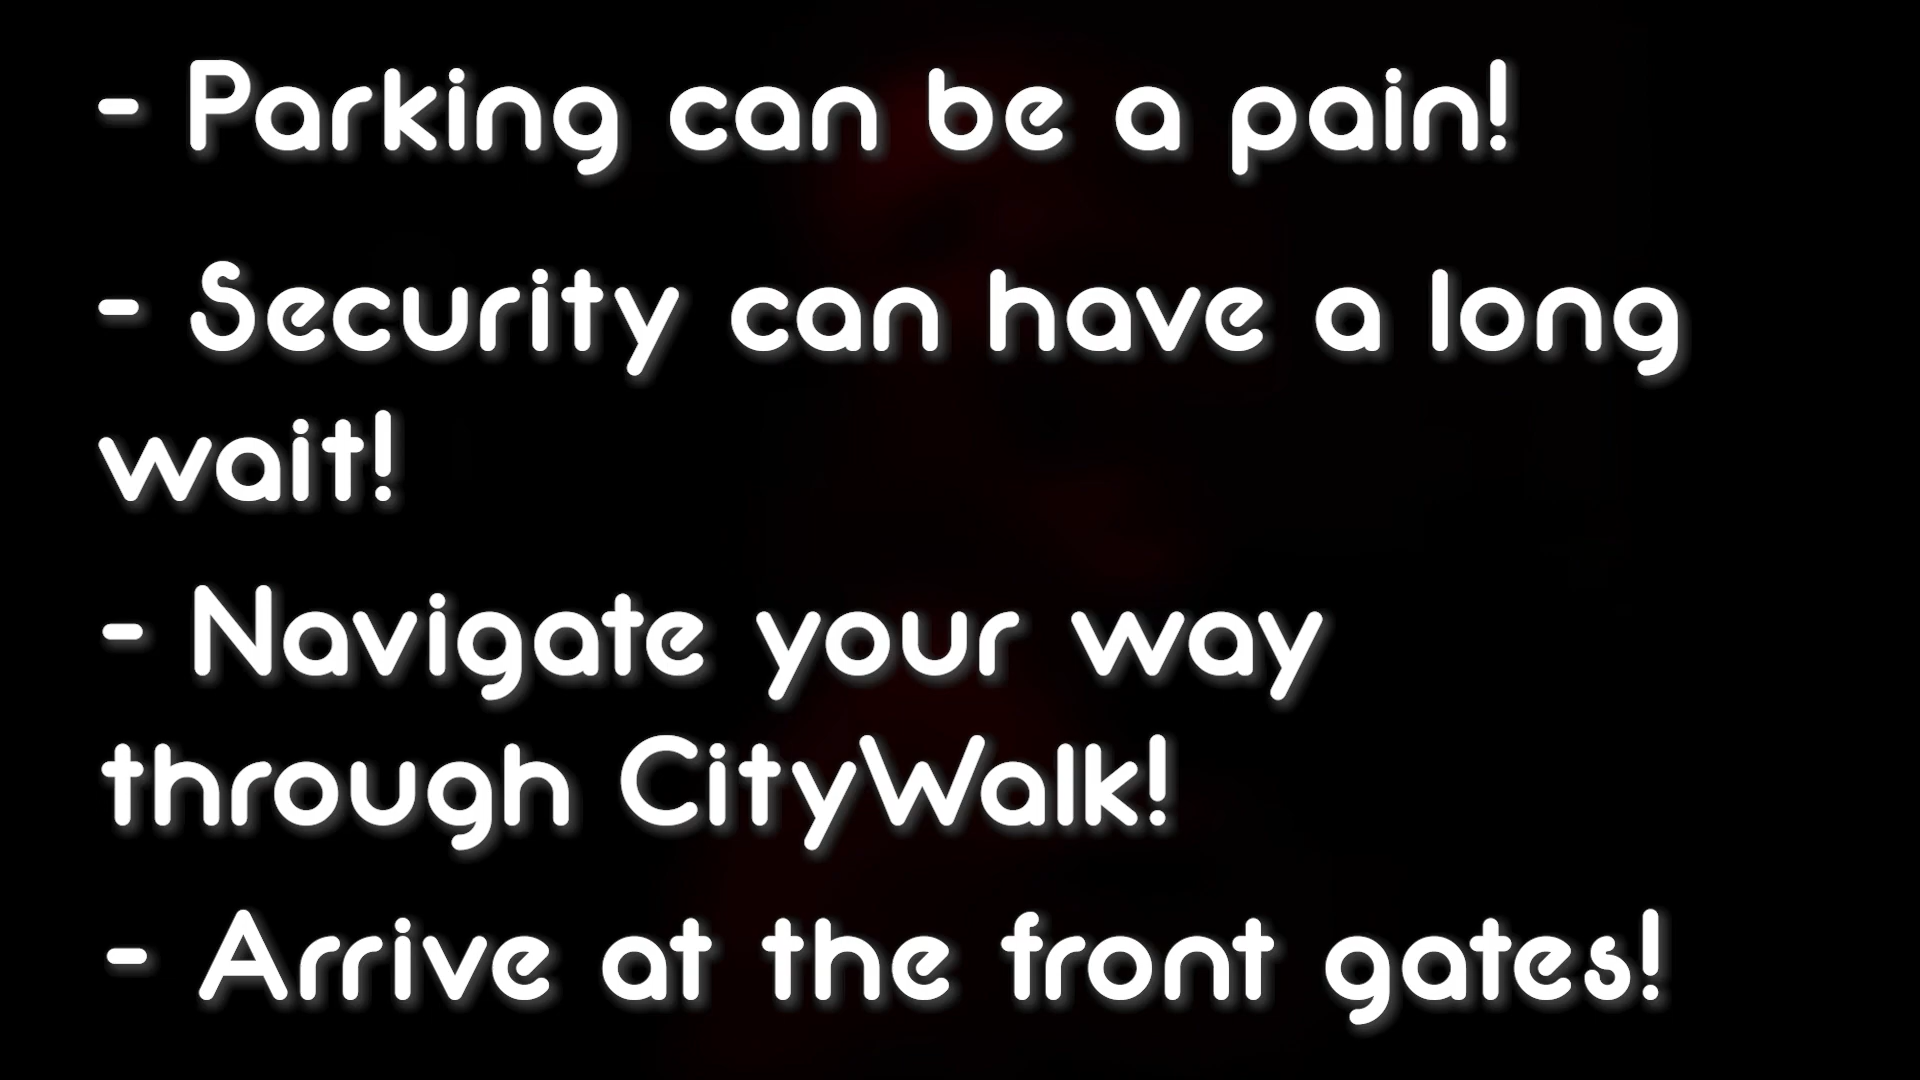 - Parking can be a pain!
- Security can have a long
wait!
- Navigate your way
through CityWalk!
- Arrive at the front gates!